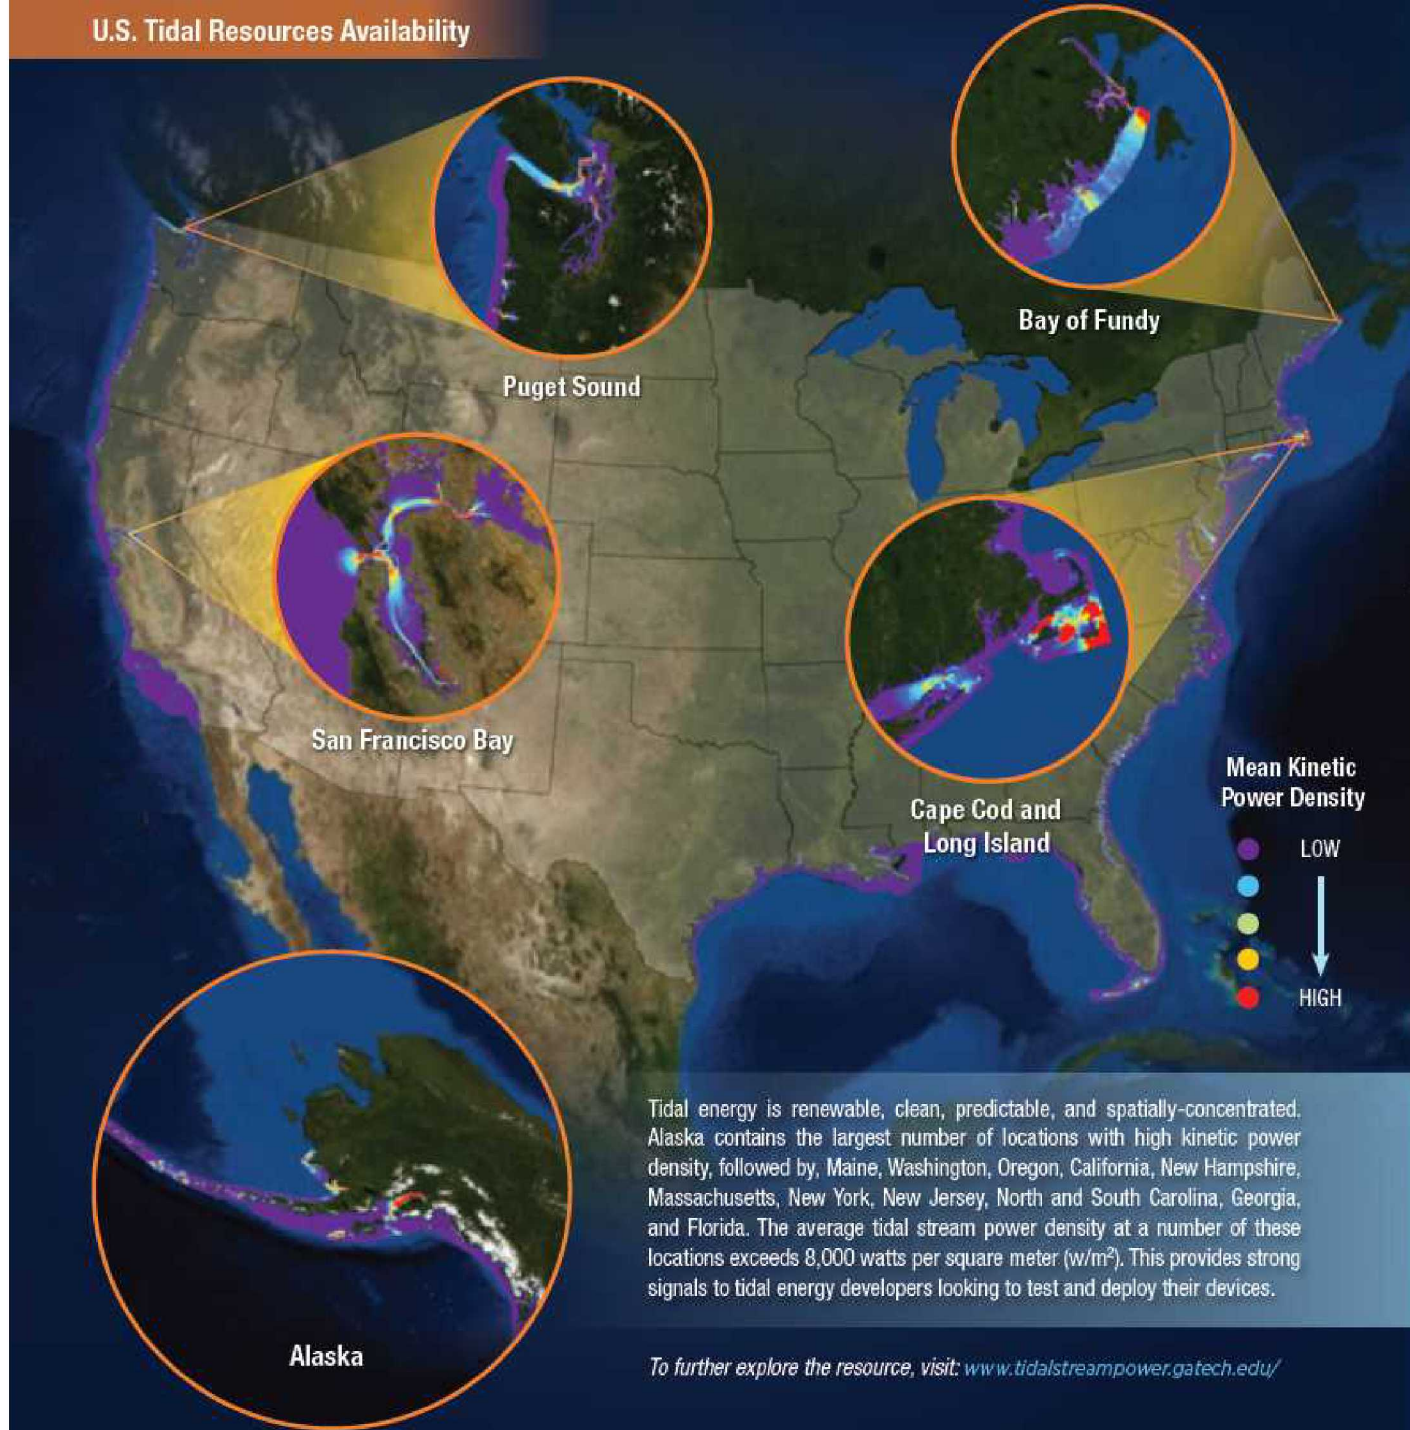 U.S. Tidal Resources Availability
Puget Sound
Bay of Fundy
San Francisco Bay
Cape Cod and
Long Island
Mean Kinetic
Power Density
LOW
HIGH
Alaska
Tidal energy is renewable, clean, predictable, and spatially-concentrated.
Alaska contains the largest number of locations with high kinetic power
density, followed by, Maine, Washington, Oregon, California, New Hampshire,
Massachusetts, New York, New Jersey, North and South Carolina, Georgia,
and Florida. The average tidal stream power density at a number of these
locations exceeds 8,000 watts per square meter (w/m²). This provides strong
signals to tidal energy developers looking to test and deploy their devices.
To further explore the resource, visit: www.tidalstreampower.gatech.edu/